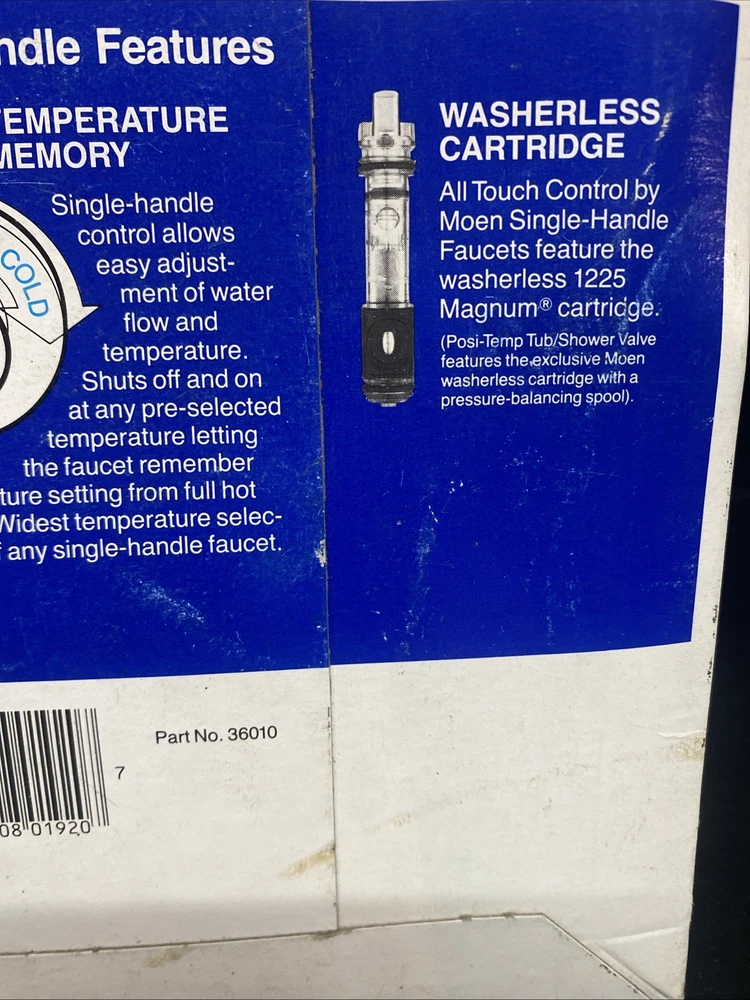 ndle Features
TEMPERATURE
MEMORY
Single-handle
control allows
easy adjust-
ment of water
flow and
temperature.
Shuts off and on
at any pre-selected
temperature letting
the faucet remember
ture setting from full hot
Widest temperature selec-
any single-handle faucet.
COLD
WASHERLESS
CARTRIDGE
All Touch Control by
Moen Single-Handle
Faucets feature the
washerless 1225
Magnum® cartridge.
(Posi-Temp Tub/Shower Valve
features the exclusive Moen
washerless cartridge with a
pressure-balancing spool).
Part No. 36010
7
08 01920